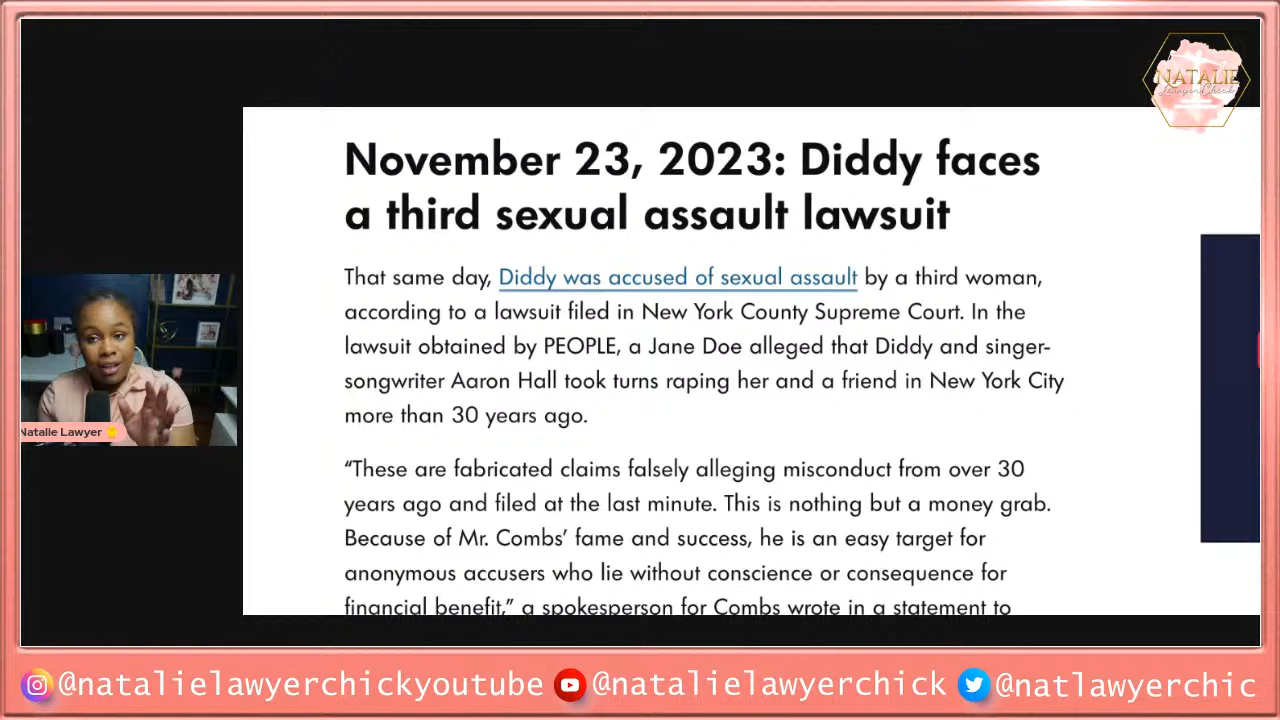 NATALIE
LawyerChick
November 23, 2023: Diddy faces
a third sexual assault lawsuit
That same day, Diddy was accused of sexual assault by a third woman,
according to a lawsuit filed in New York County Supreme Court. In the
lawsuit obtained by PEOPLE, a Jane Doe alleged that Diddy and singer-
songwriter Aaron Hall took turns raping her and a friend in New York City
more than 30 years ago.
“These are fabricated claims falsely alleging misconduct from over 30
years ago and filed at the last minute. This is nothing but a money grab.
Because of Mr. Combs’ fame and success, he is an easy target for
anonymous accusers who lie without conscience or consequence for
financial benefit,” a spokesperson for Combs wrote in a statement to
Natalie Lawyer
@natalielawyerchickyoutube @natalielawyerchick @natlawyerchic